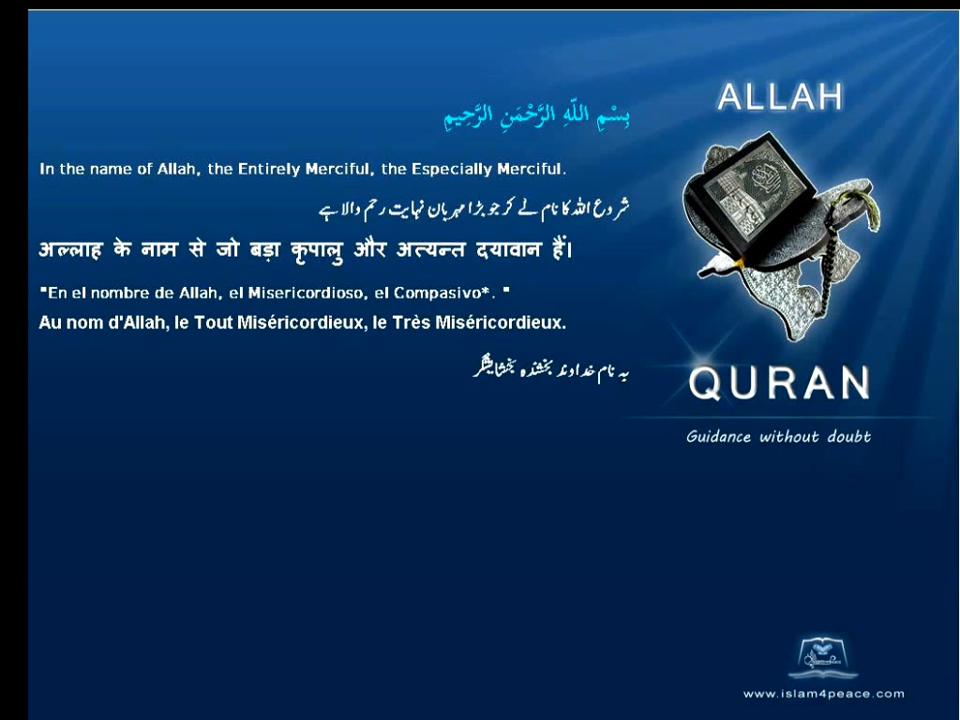 بِسْمِ اللّهِ الرَّحْمَنِ الرَّحِيمِ
In the name of Allah, the Entirely Merciful, the Especially Merciful.
شروع الله کا نام لے کر جو بڑا مہربان نہایت رحم والا ہے
अल्लाह के नाम से जो बड़ा कृपालु और अत्यन्त दयावान हैं।
"En el nombre de Allah, el Misericordioso, el Compasivo*. "
Au nom d'Allah, le Tout Miséricordieux, le Très Miséricordieux.
به نام خداوند بخشنده بخشایشگر
ALLAH
QURAN
Guidance without doubt
www.islam4peace.com